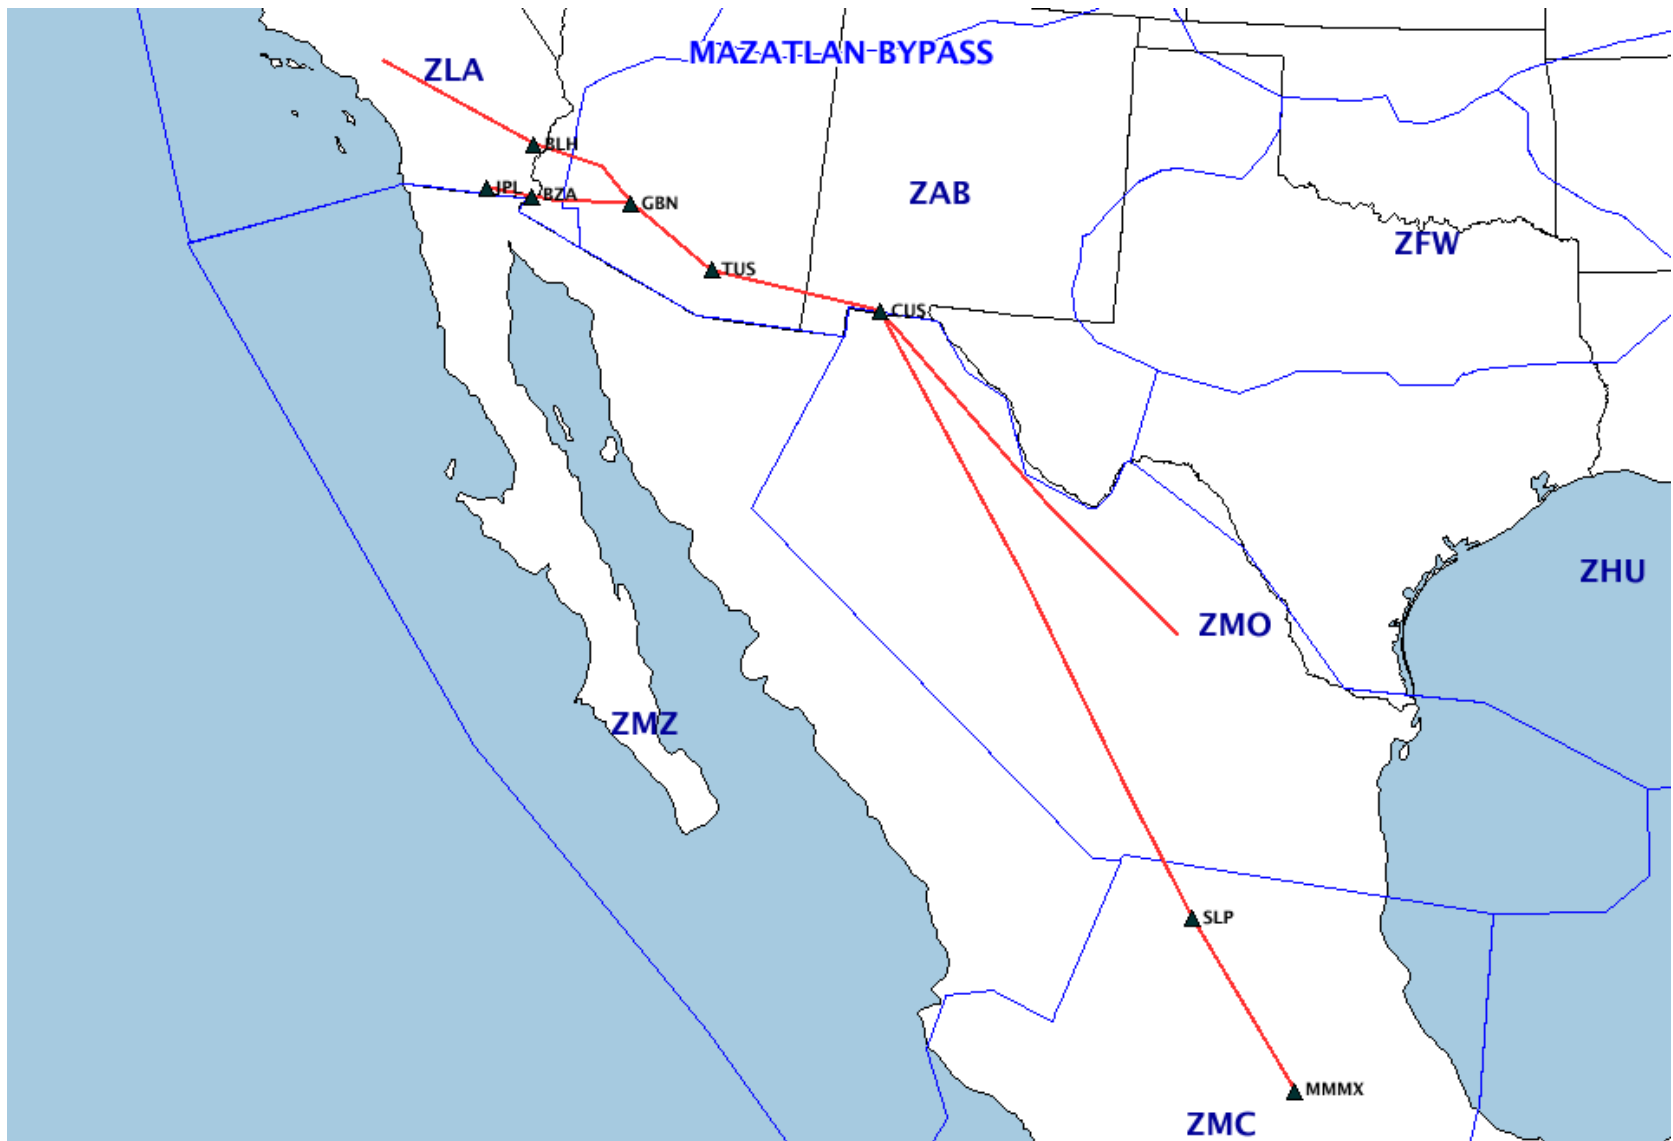 MAZATLAN BYPASS
ZLA
BLH
IPL
BZA
GBN
ZAB
ZFW
TUS
CUS
ZHU
ZMO
ZMZ
SLP
MMMX
ZMC